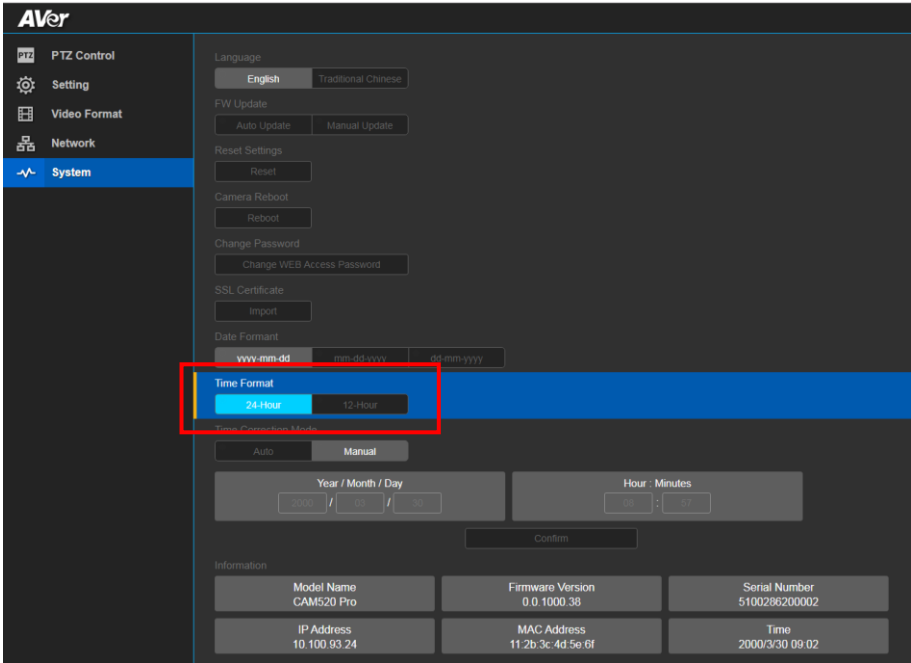 AVer
PTZ PTZ Control
Setting
Video Format
Network
System
Language
English Traditional Chinese
FW Update
Auto Update Manual Update
Reset Settings
Reset
Camera Reboot
Reboot
Change Password
Change WEB Access Password
SSL Certificate
Import
Date Formant
yyyy-mm-dd mm-dd-yyyy dd-mm-yyyy
Time Format
24-Hour 12-Hour
Time Correction Mode
Auto Manual
Year / Month / Day Hour : Minutes
2000 / 03 / 30 : 57
Confirm
Information
Model Name Firmware Version Serial Number
CAM520 Pro 0.0.1000.38 5100286200002
IP Address MAC Address Time
10.100.93.24 11:2b:3c:4d:5e:6f 2000/3/30 09:02